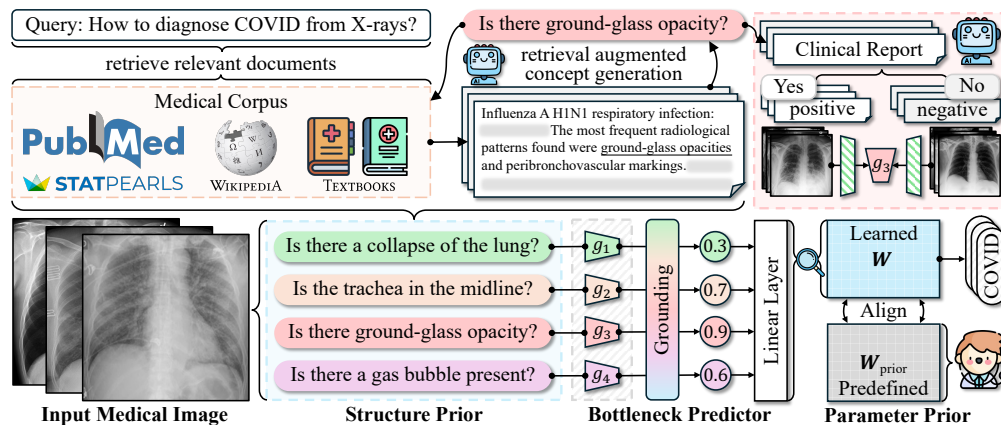 Query: How to diagnose COVID from X-rays?
retrieve relevant documents
Medical Corpus
PubMed
STATPEARLS
WIKIPEDIA
TEXTBOOKS
Is there ground-glass opacity?
AI
retrieval augmented
concept generation
Influenza A H1N1 respiratory infection:
The most frequent radiological
patterns found were ground-glass opacities
and peribronchovascular markings.
Clinical Report
AI
Yes
positive
No
negative
g3
Is there a collapse of the lung?
Is the trachea in the midline?
Is there ground-glass opacity?
Is there a gas bubble present?
g1
g2
g3
g4
Grounding
0.3
0.7
0.9
0.6
Linear Layer
Learned
W
Align
Wprior
Predefined
COVID
Input Medical Image
Structure Prior
Bottleneck Predictor
Parameter Prior